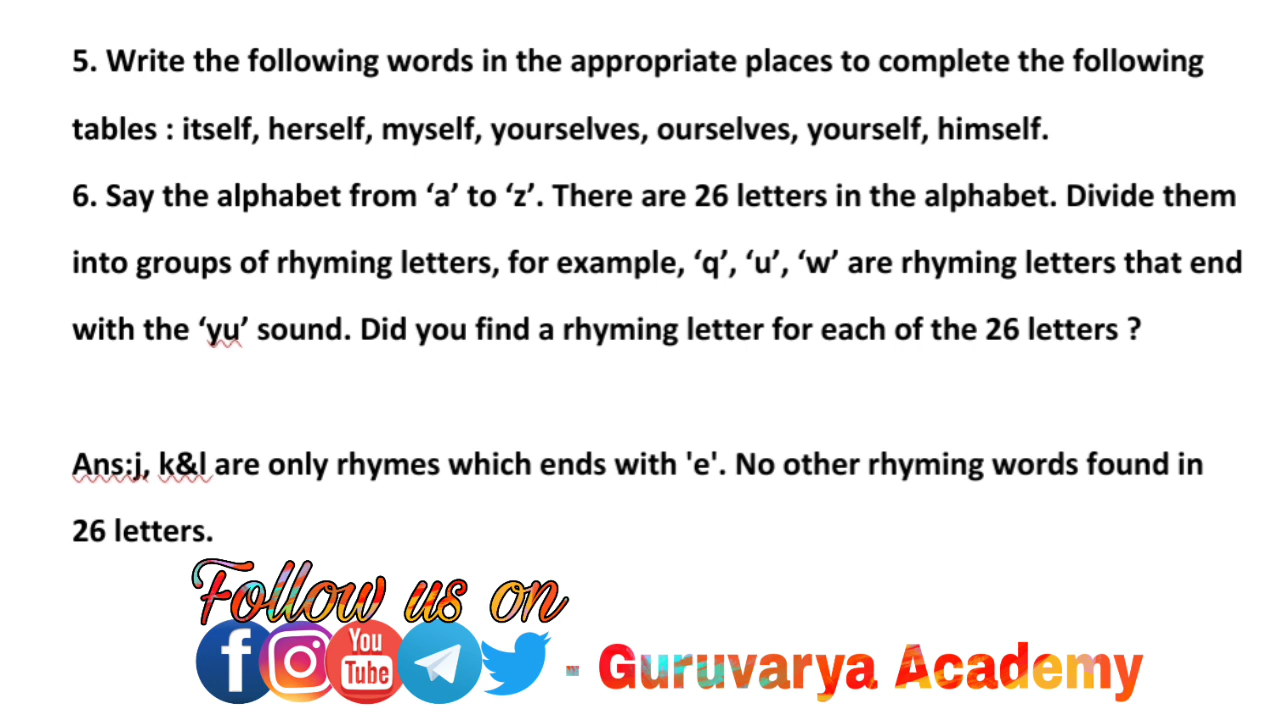 5. Write the following words in the appropriate places to complete the following
tables : itself, herself, myself, yourselves, ourselves, yourself, himself.
6. Say the alphabet from ‘a’ to ‘z’. There are 26 letters in the alphabet. Divide them
into groups of rhyming letters, for example, ‘q’, ‘u’, ‘w’ are rhyming letters that end
with the ‘yu’ sound. Did you find a rhyming letter for each of the 26 letters ?
Ans:j, k&l are only rhymes which ends with 'e'. No other rhyming words found in
26 letters.
Follow us on
You
Tube
- Guruvarya Academy